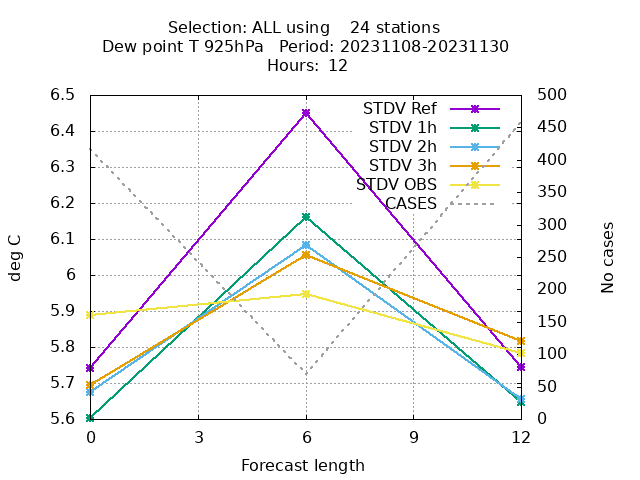 Selection: ALL using    24 stations
Dew point T 925hPa   Period: 20231108-20231130
Hours:  12
6.5
6.4
6.3
6.2
6.1
6
5.9
5.8
5.7
5.6
deg C
STDV Ref
STDV 1h
STDV 2h
STDV 3h
STDV OBS
CASES
500
450
400
350
300
250
200
150
100
50
0
No cases
0
3
6
9
12
Forecast length